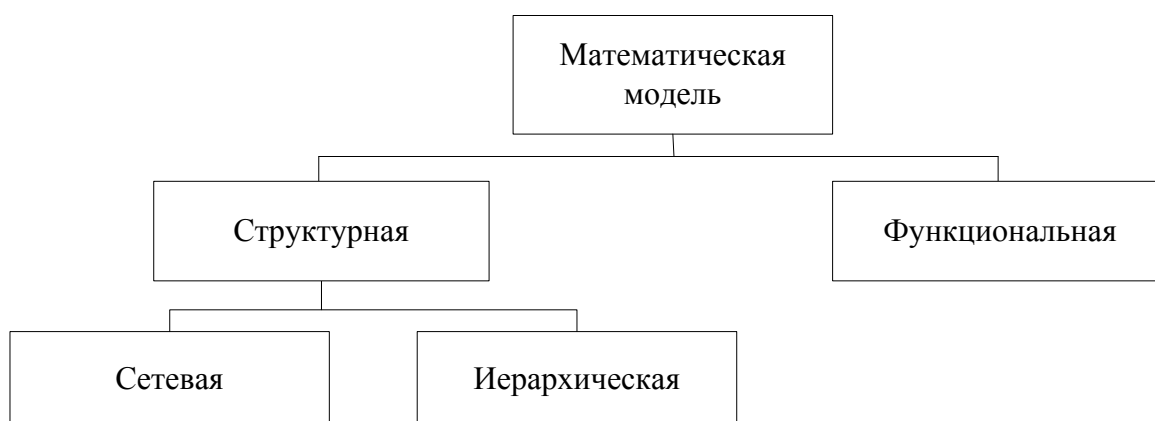 Математическая
модель
Структурная
Функциональная
Сетевая
Иерархическая